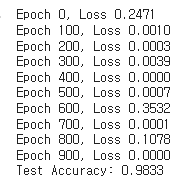 Epoch 0, Loss 0.2471
Epoch 100, Loss 0.0010
Epoch 200, Loss 0.0003
Epoch 300, Loss 0.0039
Epoch 400, Loss 0.0000
Epoch 500, Loss 0.0007
Epoch 600, Loss 0.3532
Epoch 700, Loss 0.0001
Epoch 800, Loss 0.1078
Epoch 900, Loss 0.0000
Test Accuracy: 0.9833